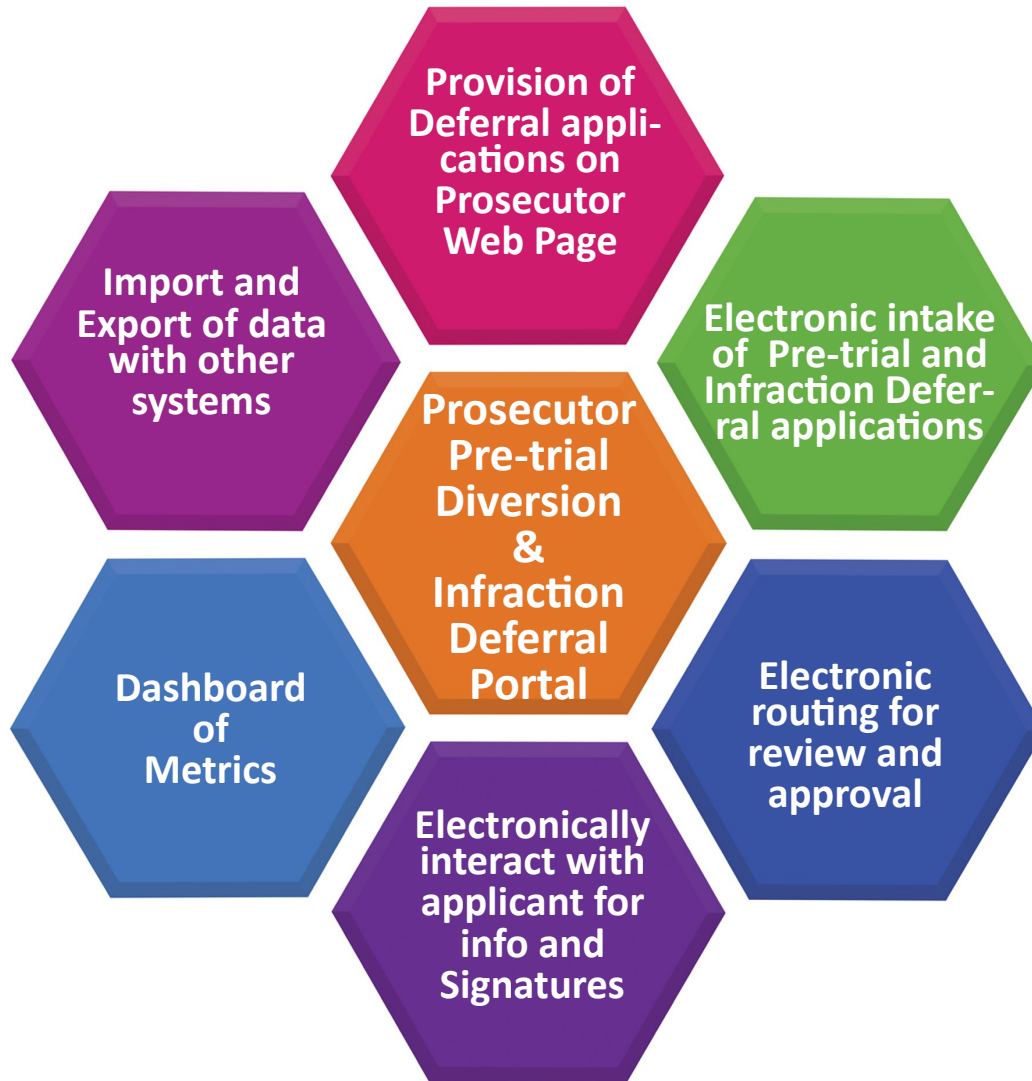 Provision of
Deferral appli-
cations on
Prosecutor
Web Page
Import and
Export of data
with other
systems
Electronic intake
of Pre-trial and
Infraction Defer-
ral applications
Prosecutor
Pre-trial
Diversion
&
Infraction
Deferral
Portal
Dashboard
of
Metrics
Electronic
routing for
review and
approval
Electronically
interact with
applicant for
info and
Signatures